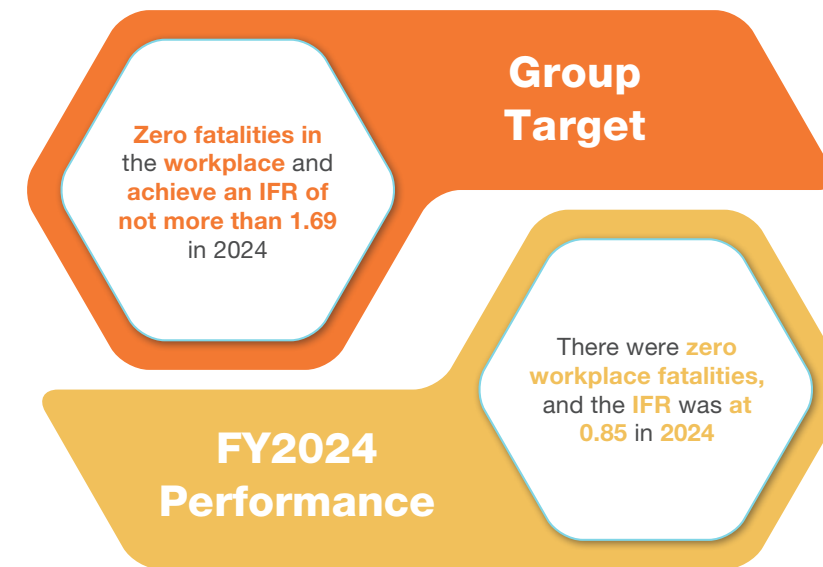 Group
Target
Zero fatalities in
the workplace and
achieve an IFR of
not more than 1.69
in 2024
FY2024
Performance
There were zero
workplace fatalities,
and the IFR was at
0.85 in 2024